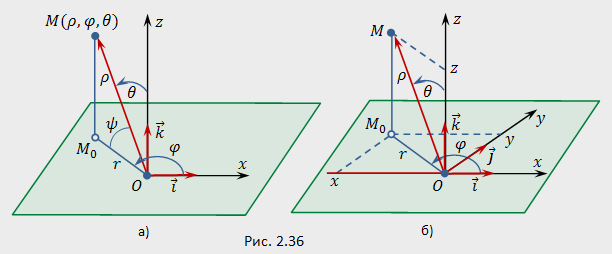 M(ρ, φ, θ)
z
ρ
θ
ψ
k⃗
M₀
r
φ
x
O
i⃗
а)
M
z
ρ
θ
k⃗
M₀
r
φ
j⃗
y
y
x
x
O
i⃗
б)
Рис. 2.36